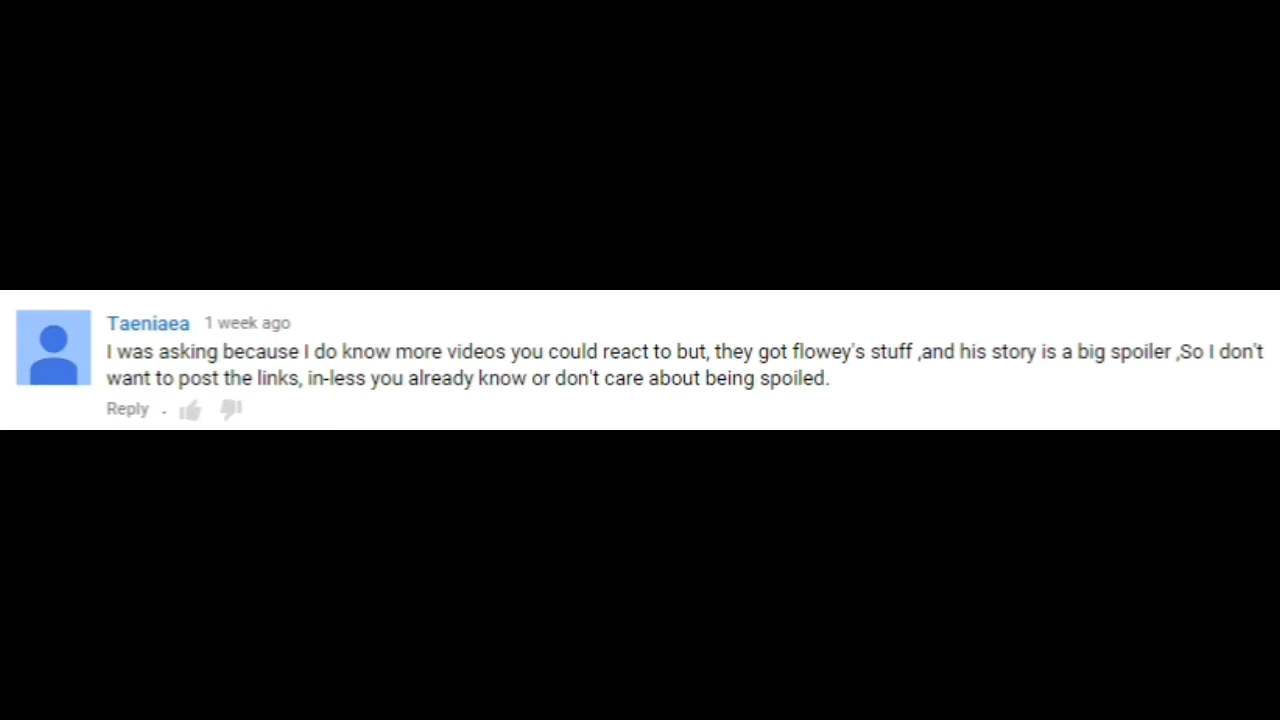 Taeniaea 1 week ago
I was asking because I do know more videos you could react to but, they got flowey's stuff ,and his story is a big spoiler ,So I don't
want to post the links, in-less you already know or don't care about being spoiled.
Reply .